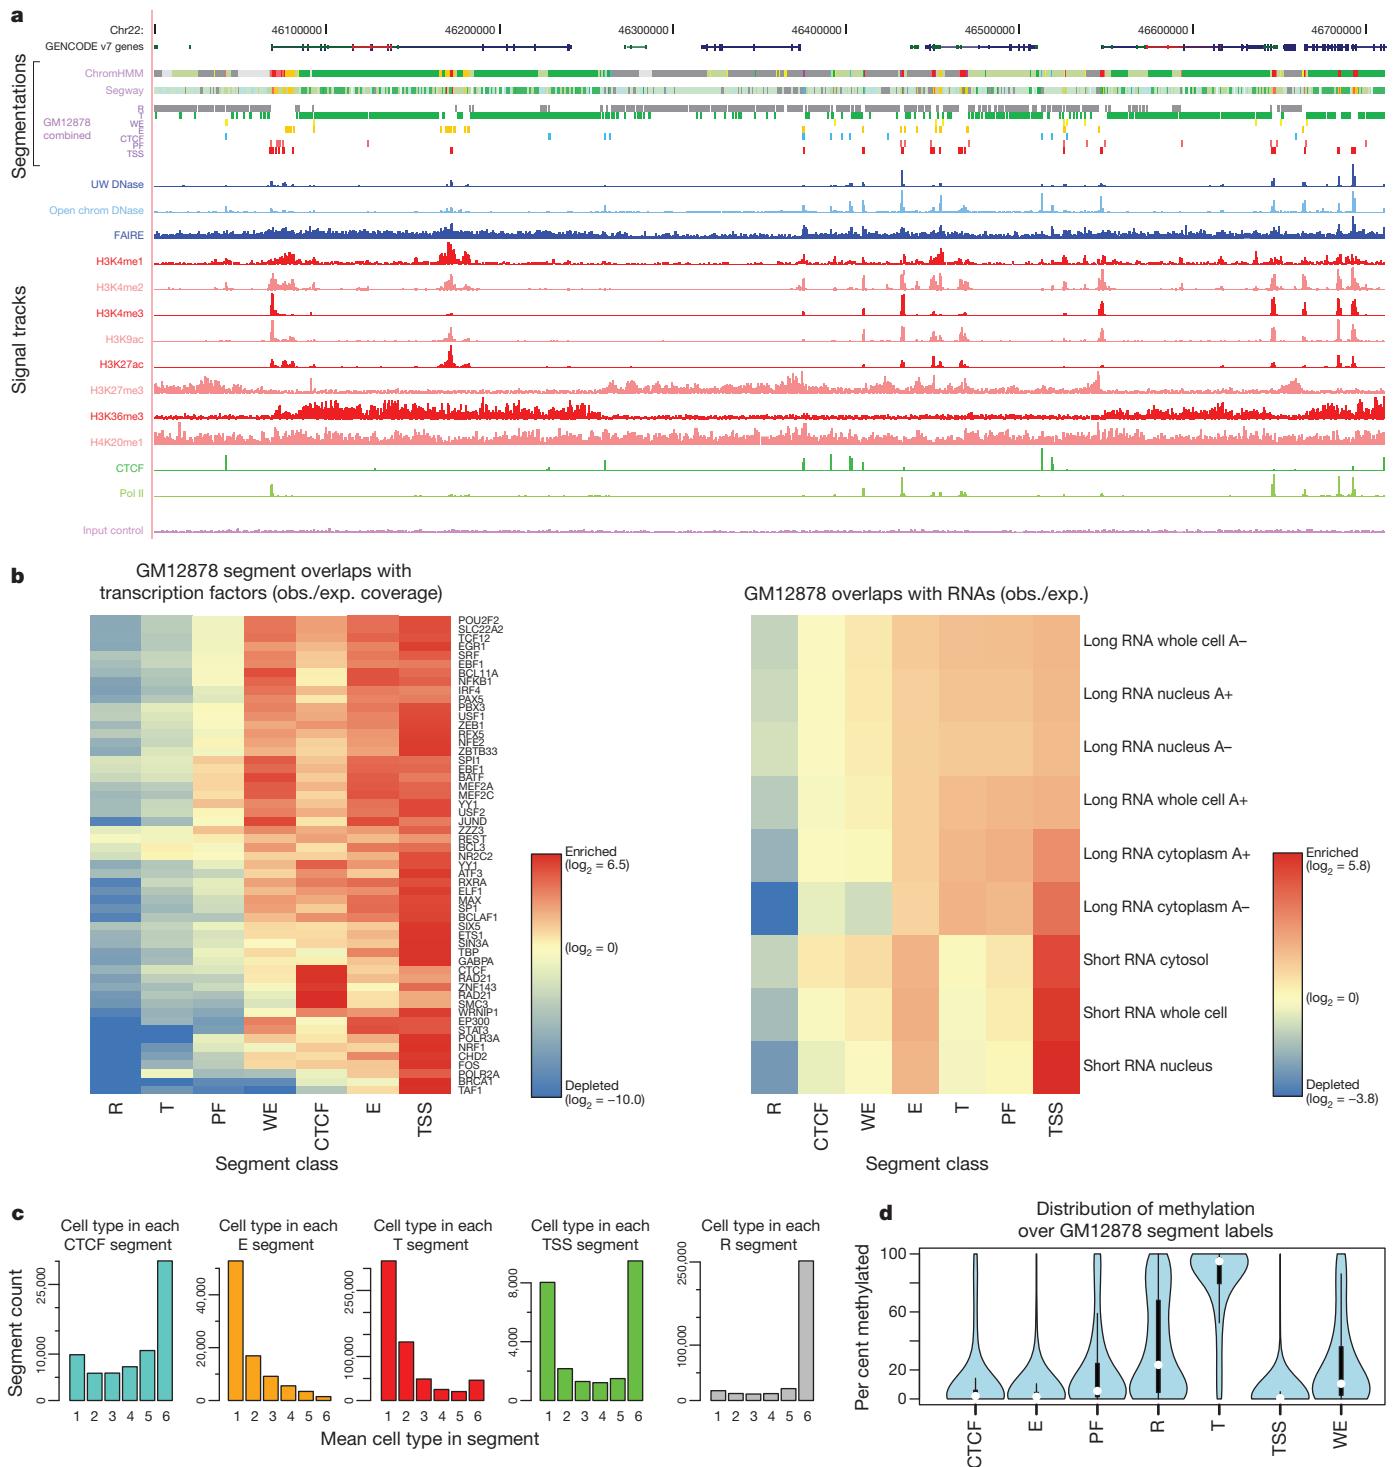 a
Chr22: 46100000 46200000 46300000 46400000 46500000 46600000 46700000
GENCODE v7 genes
Segmentations
ChromHMM
Segway
GM12878 combined
R
T
WE
E
CTCF
PF
TSS
Signal tracks
UW DNase
Open chrom DNase
FAIRE
H3K4me1
H3K4me2
H3K4me3
H3K9ac
H3K27ac
H3K27me3
H3K36me3
H4K20me1
CTCF
Pol II
Input control
b
GM12878 segment overlaps with
transcription factors (obs./exp. coverage)
POU2F2
SLC22A2
TCF12
EGR1
SRF
EBF1
BCL11A
NFKB1
IRF4
PAX5
PBX3
USF1
ZEB1
RFX5
NFE2
ZBTB33
SPI1
EBF1
BATF
MEF2A
MEF2C
YY1
USF2
JUND
ZZZ3
REST
BCL3
NR2C2
YY1
ATF3
RXRA
ELF1
MAX
SP1
BCLAF1
SIX5
ETS1
SIN3A
TBP
GABPA
CTCF
RAD21
ZNF143
RAD21
SMC3
WRNIP1
EP300
STAT3
POLR3A
NRF1
CHD2
FOS
POLR2A
BRCA1
TAF1
R T PF WE CTCF E TSS
Segment class
Enriched
(log2 = 6.5)
(log2 = 0)
Depleted
(log2 = −10.0)
GM12878 overlaps with RNAs (obs./exp.)
Long RNA whole cell A−
Long RNA nucleus A+
Long RNA nucleus A−
Long RNA whole cell A+
Long RNA cytoplasm A+
Long RNA cytoplasm A−
Short RNA cytosol
Short RNA whole cell
Short RNA nucleus
R CTCF WE E T PF TSS
Segment class
Enriched
(log2 = 5.8)
(log2 = 0)
Depleted
(log2 = −3.8)
c
Segment count
Cell type in each
CTCF segment
25,000
10,000
0
1 2 3 4 5 6
Cell type in each
E segment
40,000
20,000
0
1 2 3 4 5 6
Cell type in each
T segment
250,000
100,000
0
1 2 3 4 5 6
Cell type in each
TSS segment
8,000
4,000
0
1 2 3 4 5 6
Cell type in each
R segment
250,000
100,000
0
1 2 3 4 5 6
Mean cell type in segment
d
Distribution of methylation
over GM12878 segment labels
Per cent methylated
100
60
20
0
CTCF E PF R T TSS WE